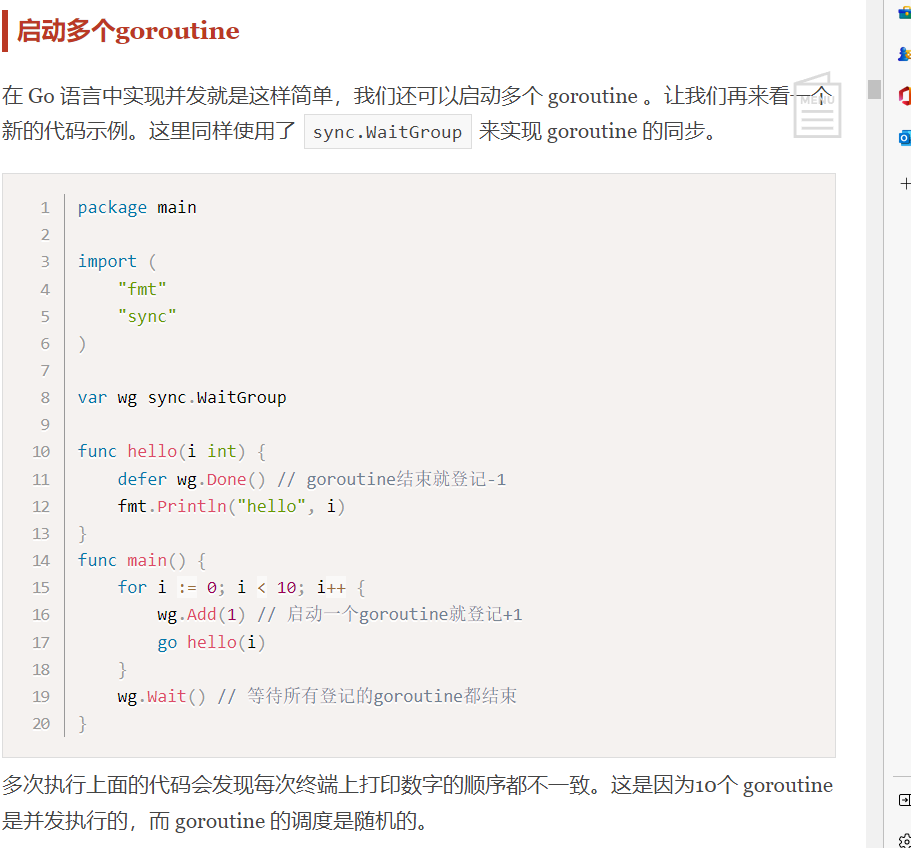 启动多个goroutine
在 Go 语言中实现并发就是这样简单，我们还可以启动多个 goroutine 。让我们再来看一个
MENU
新的代码示例。这里同样使用了 sync.WaitGroup 来实现 goroutine 的同步。
1 package main
2
3 import (
4     "fmt"
5     "sync"
6 )
7
8 var wg sync.WaitGroup
9
10 func hello(i int) {
11     defer wg.Done() // goroutine结束就登记-1
12     fmt.Println("hello", i)
13 }
14 func main() {
15     for i := 0; i < 10; i++ {
16         wg.Add(1) // 启动一个goroutine就登记+1
17         go hello(i)
18     }
19     wg.Wait() // 等待所有登记的goroutine都结束
20 }
多次执行上面的代码会发现每次终端上打印数字的顺序都不一致。这是因为10个 goroutine
是并发执行的，而 goroutine 的调度是随机的。